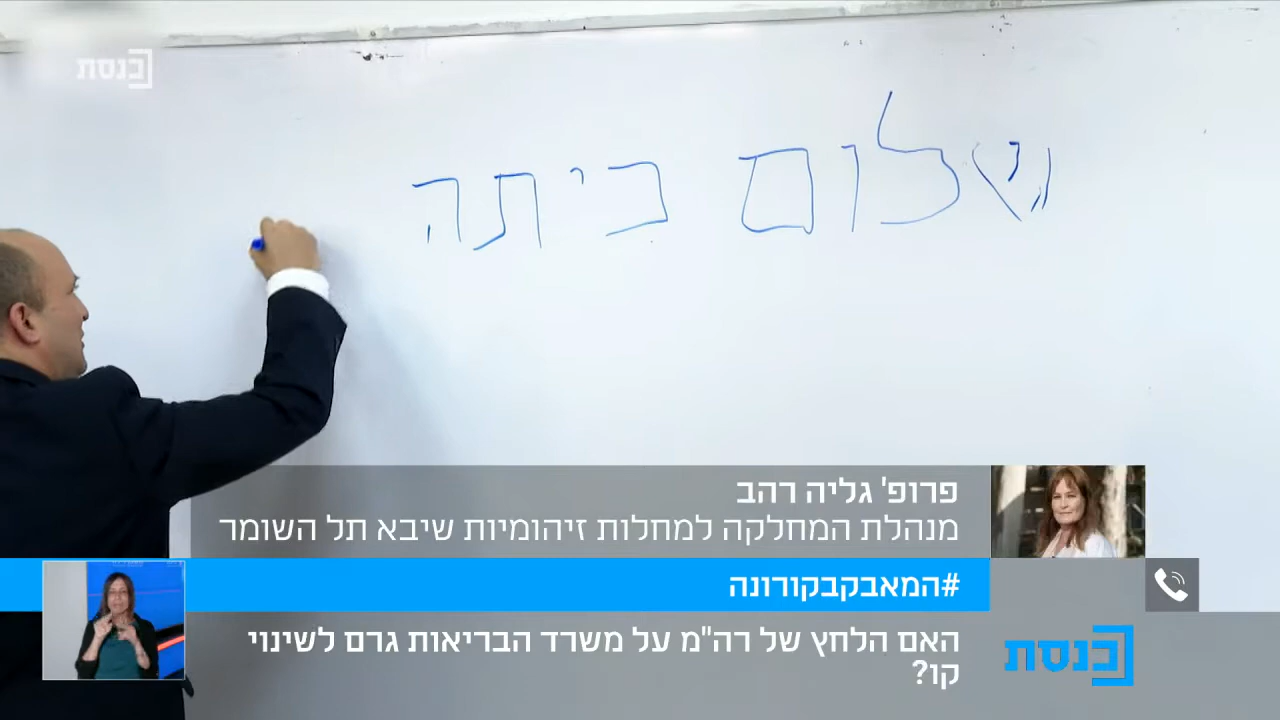 כנסת
שלום כיתה
פרופ' גליה רהב
מנהלת המחלקה למחלות זיהומיות שיבא תל השומר
#המאבקבקורונה
האם הלחץ של רה"מ על משרד הבריאות גרם לשינוי
קו?
כנסת